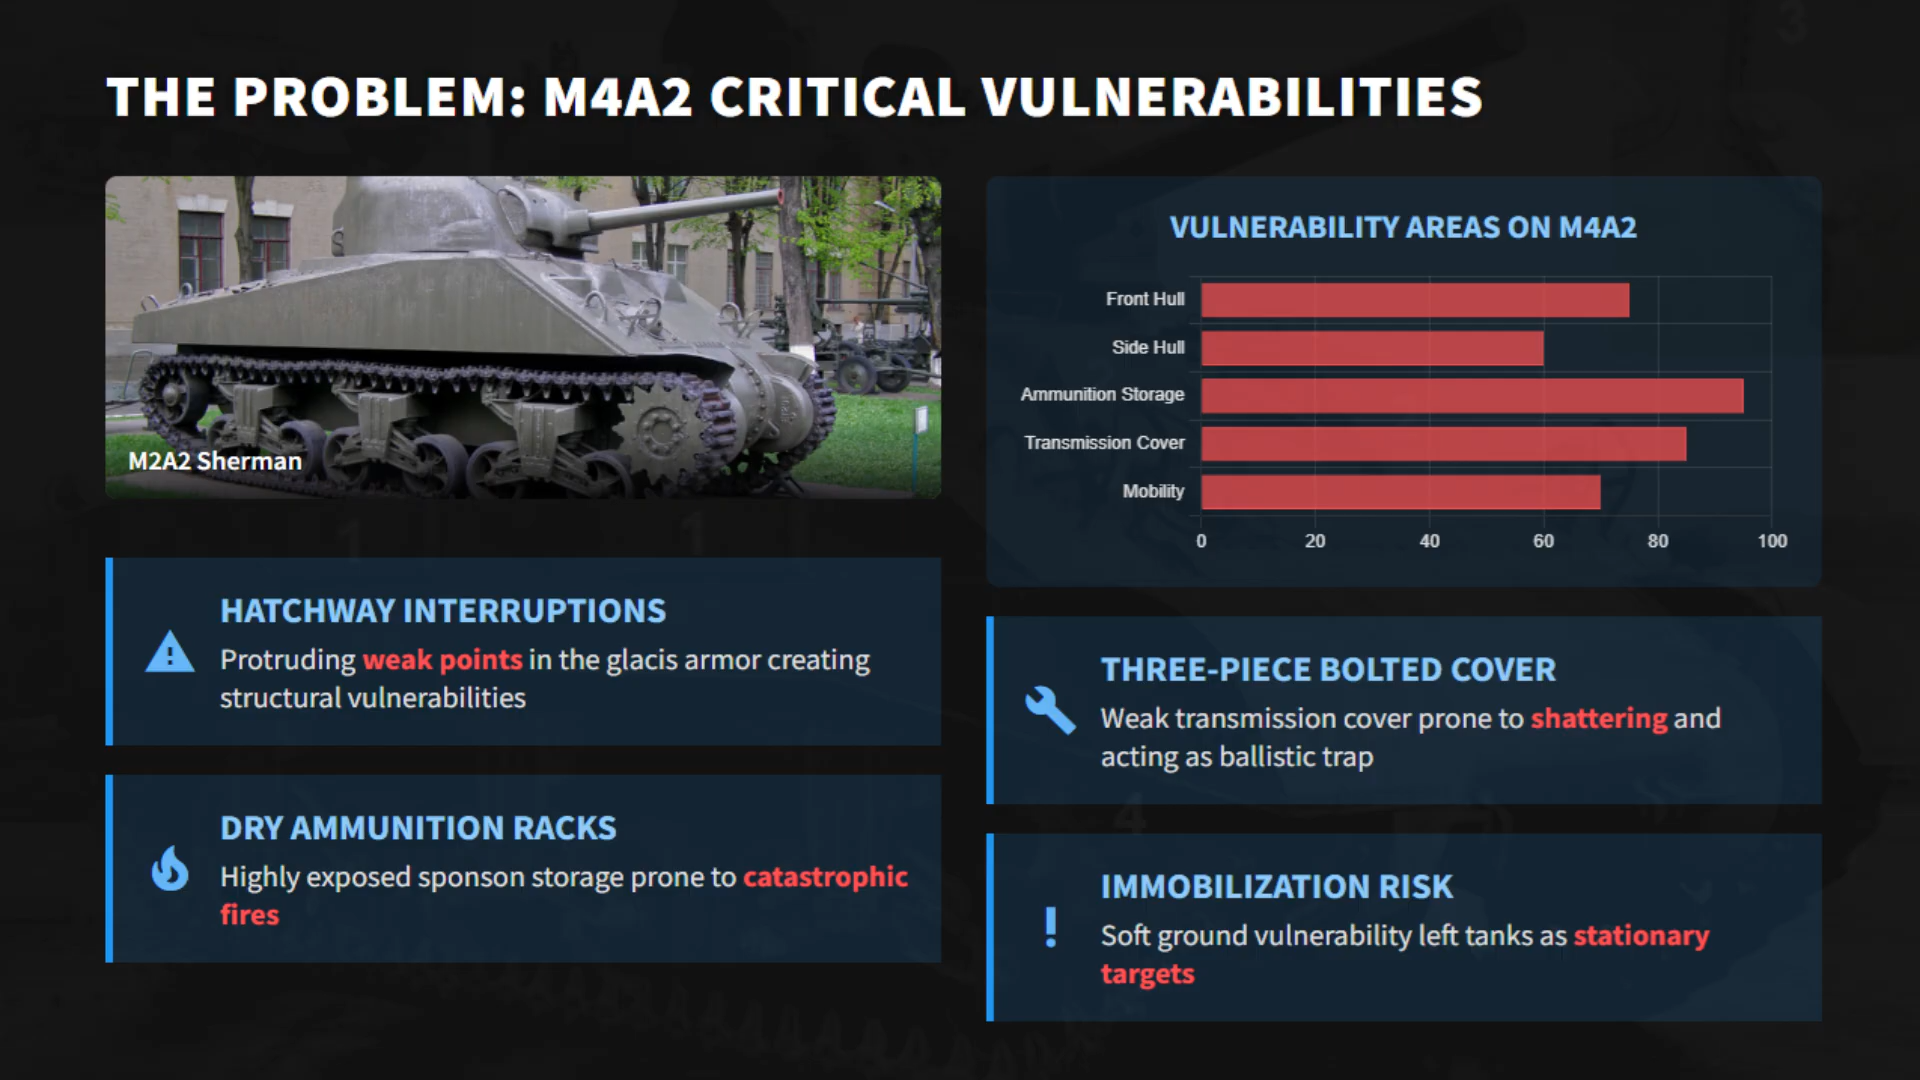 THE PROBLEM: M4A2 CRITICAL VULNERABILITIES
M2A2 Sherman
HATCHWAY INTERRUPTIONS
Protruding weak points in the glacis armor creating
structural vulnerabilities
DRY AMMUNITION RACKS
Highly exposed sponson storage prone to catastrophic
fires
VULNERABILITY AREAS ON M4A2
Front Hull
Side Hull
Ammunition Storage
Transmission Cover
Mobility
0 20 40 60 80 100
THREE-PIECE BOLTED COVER
Weak transmission cover prone to shattering and
acting as ballistic trap
IMMOBILIZATION RISK
Soft ground vulnerability left tanks as stationary
targets